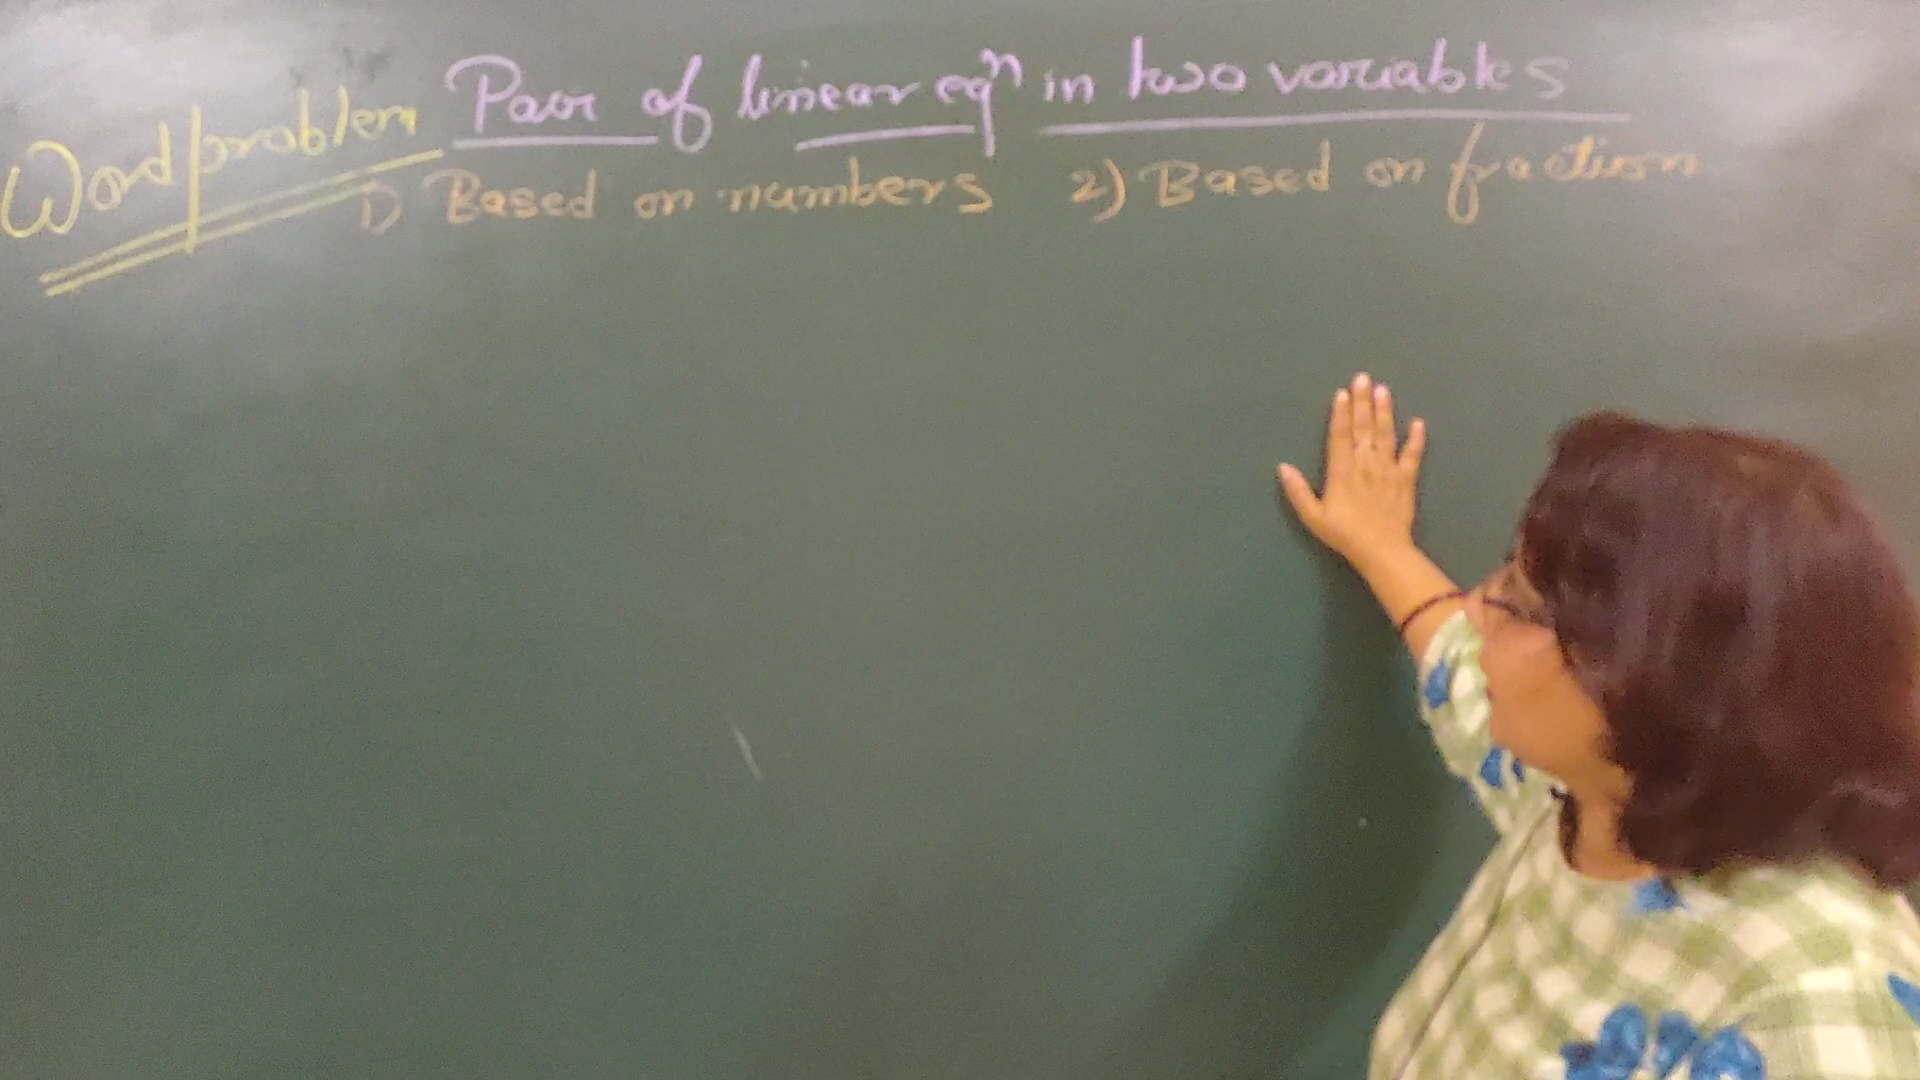 Word problem
Pair of linear eqⁿ in two variables
1) Based on numbers 2) Based on fraction